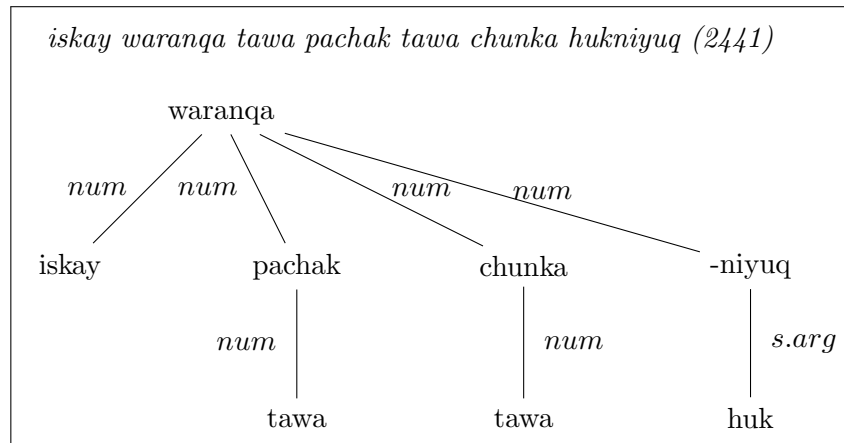 iskay waranqa tawa pachak tawa chunka hukniyuq (2441)
waranqa
num num num num
iskay pachak chunka -niyuq
num num s.arg
tawa tawa huk